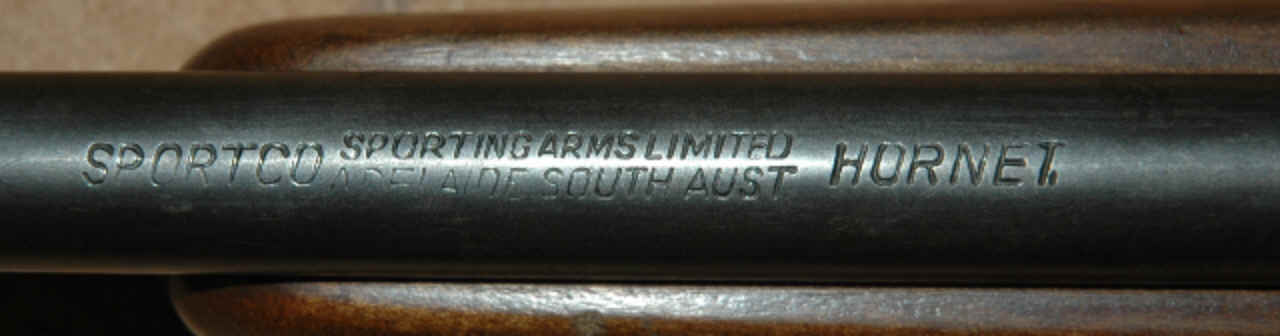 SPORTCO SPORTING ARMS LIMITED HORNET.
ADELAIDE SOUTH AUST